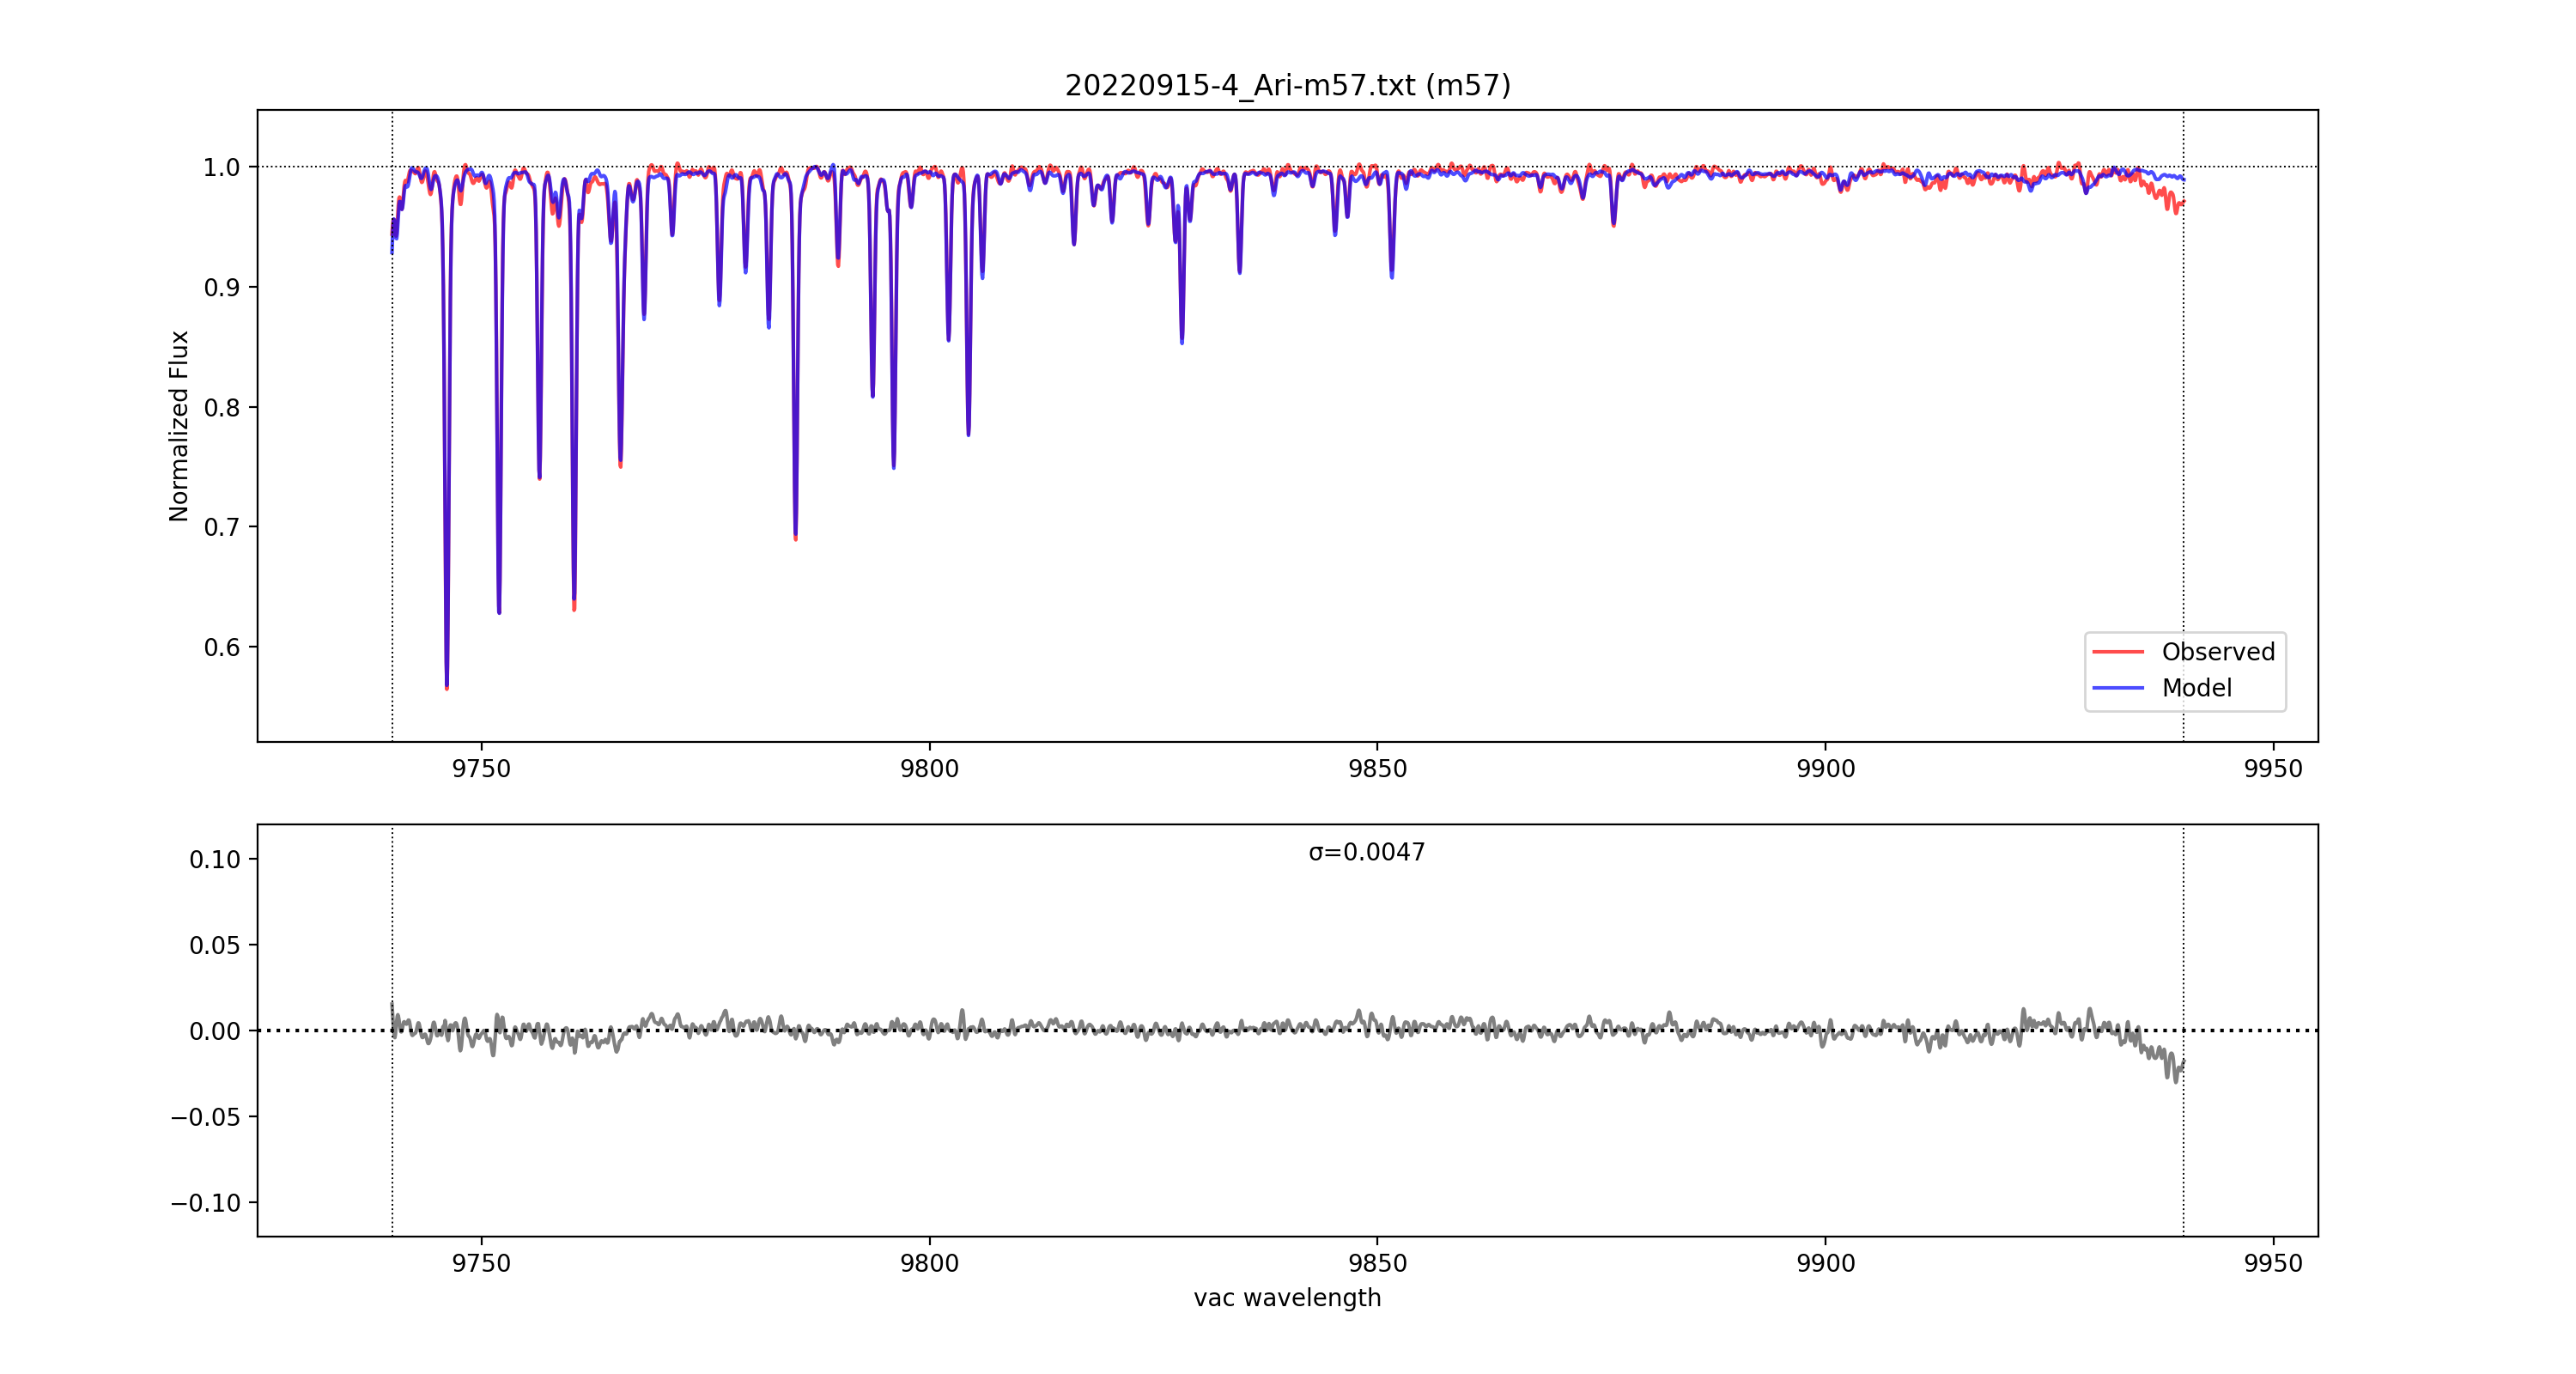 20220915-4_Ari-m57.txt (m57)
Normalized Flux
1.0
0.9
0.8
0.7
0.6
Observed
Model
9750 9800 9850 9900 9950
σ=0.0047
0.10
0.05
0.00
−0.05
−0.10
9750 9800 9850 9900 9950
vac wavelength